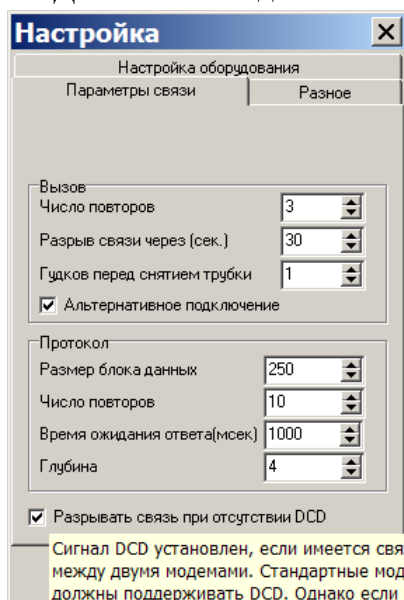 Настройка
Настройка оборудования
Параметры связи
Разное
Вызов
Число повторов 3
Разрыв связи через (сек.) 30
Гудков перед снятием трубки 1
Альтернативное подключение
Протокол
Размер блока данных 250
Число повторов 10
Время ожидания ответа(мсек) 1000
Глубина 4
Разрывать связь при отсутствии DCD
Сигнал DCD установлен, если имеется свя
между двумя модемами. Стандартные мод
должны поддерживать DCD. Однако если